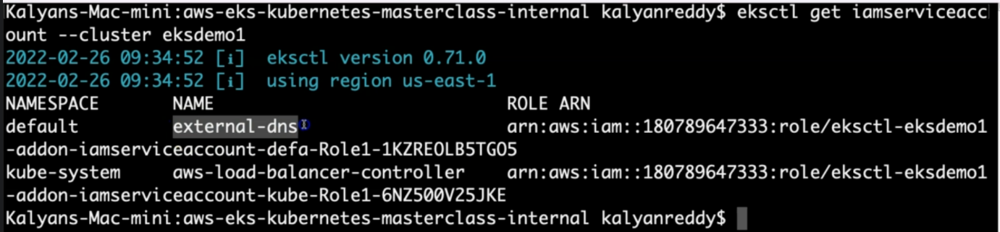 Kalyans-Mac-mini:aws-eks-kubernetes-masterclass-internal kalyanreddy$ eksctl get iamserviceacc
ount --cluster eksdemo1
2022-02-26 09:34:52 [ℹ]  eksctl version 0.71.0
2022-02-26 09:34:52 [ℹ]  using region us-east-1
NAMESPACE       NAME                            ROLE ARN
default         external-dns                    arn:aws:iam::180789647333:role/eksctl-eksdemo1
-addon-iamserviceaccount-defa-Role1-1KZREOLB5TGO5
kube-system     aws-load-balancer-controller    arn:aws:iam::180789647333:role/eksctl-eksdemo1
-addon-iamserviceaccount-kube-Role1-6NZ500V25JKE
Kalyans-Mac-mini:aws-eks-kubernetes-masterclass-internal kalyanreddy$